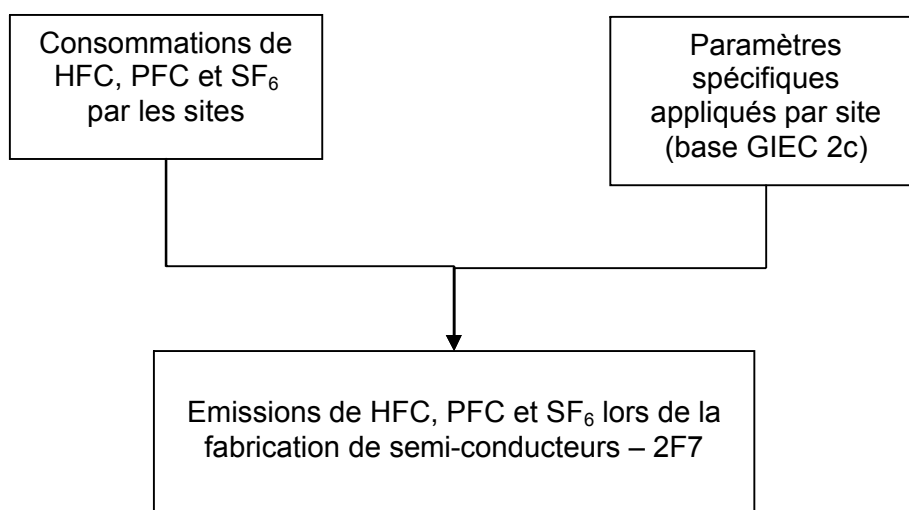 Consommations de
HFC, PFC et SF₆
par les sites
Paramètres
spécifiques
appliqués par site
(base GIEC 2c)
Emissions de HFC, PFC et SF₆ lors de la
fabrication de semi-conducteurs – 2F7